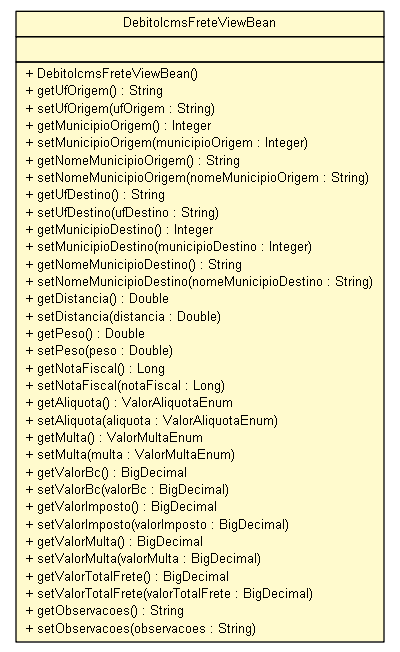 DebitoIcmsFreteViewBean
+ DebitoIcmsFreteViewBean()
+ getUfOrigem() : String
+ setUfOrigem(ufOrigem : String)
+ getMunicipioOrigem() : Integer
+ setMunicipioOrigem(municipioOrigem : Integer)
+ getNomeMunicipioOrigem() : String
+ setNomeMunicipioOrigem(nomeMunicipioOrigem : String)
+ getUfDestino() : String
+ setUfDestino(ufDestino : String)
+ getMunicipioDestino() : Integer
+ setMunicipioDestino(municipioDestino : Integer)
+ getNomeMunicipioDestino() : String
+ setNomeMunicipioDestino(nomeMunicipioDestino : String)
+ getDistancia() : Double
+ setDistancia(distancia : Double)
+ getPeso() : Double
+ setPeso(peso : Double)
+ getNotaFiscal() : Long
+ setNotaFiscal(notaFiscal : Long)
+ getAliquota() : ValorAliquotaEnum
+ setAliquota(aliquota : ValorAliquotaEnum)
+ getMulta() : ValorMultaEnum
+ setMulta(multa : ValorMultaEnum)
+ getValorBc() : BigDecimal
+ setValorBc(valorBc : BigDecimal)
+ getValorImposto() : BigDecimal
+ setValorImposto(valorImposto : BigDecimal)
+ getValorMulta() : BigDecimal
+ setValorMulta(valorMulta : BigDecimal)
+ getValorTotalFrete() : BigDecimal
+ setValorTotalFrete(valorTotalFrete : BigDecimal)
+ getObservacoes() : String
+ setObservacoes(observacoes : String)